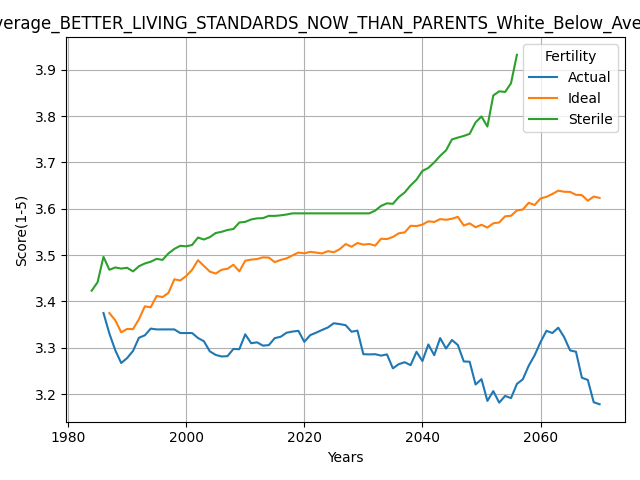 verage_BETTER_LIVING_STANDARDS_NOW_THAN_PARENTS_White_Below_Ave
Fertility
Actual
Ideal
Sterile
Score(1-5)
3.9
3.8
3.7
3.6
3.5
3.4
3.3
3.2
1980 2000 2020 2040 2060
Years